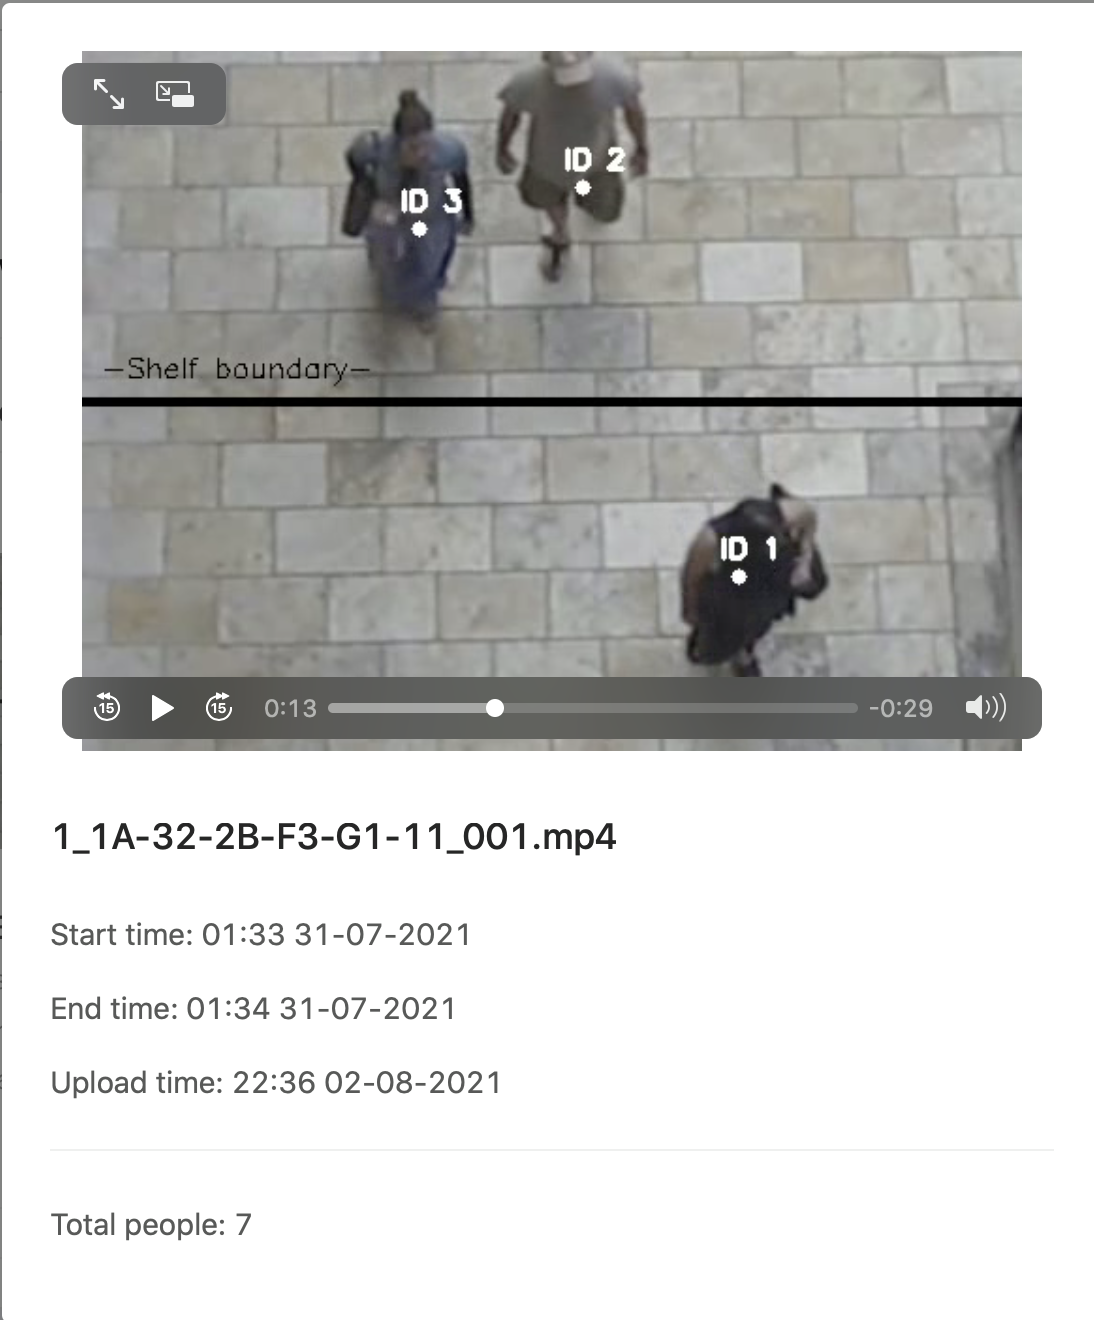 ID 2
ID 3
—Shelf boundary—
ID 1
15
15
0:13
-0:29
1_1A-32-2B-F3-G1-11_001.mp4
Start time: 01:33 31-07-2021
End time: 01:34 31-07-2021
Upload time: 22:36 02-08-2021
Total people: 7